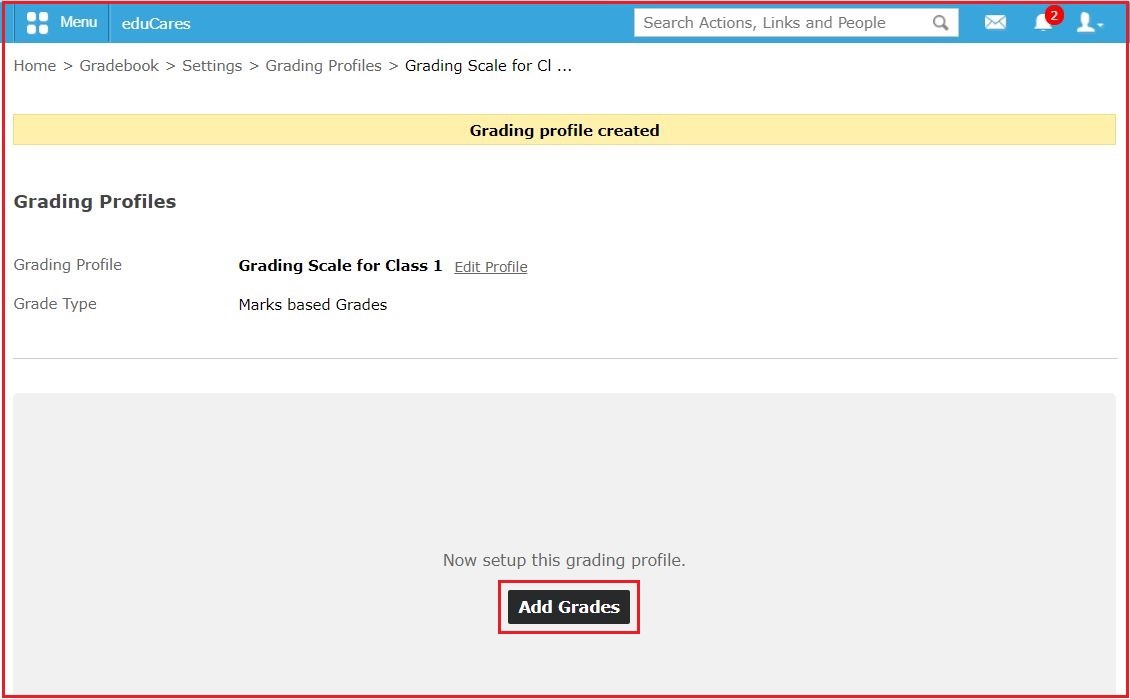 Menu educares Search Actions, Links and People 2
Home > Gradebook > Settings > Grading Profiles > Grading Scale for Cl ...
Grading profile created
Grading Profiles
Grading Profile Grading Scale for Class 1 Edit Profile
Grade Type Marks based Grades
Now setup this grading profile.
Add Grades